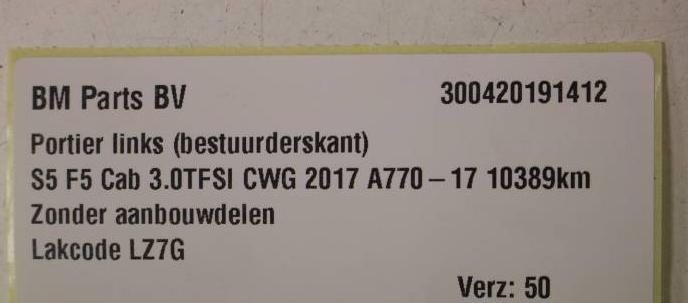 BM Parts BV 300420191412
Portier links (bestuurderskant)
S5 F5 Cab 3.0TFSI CWG 2017 A770 – 17 10389km
Zonder aanbouwdelen
Lakcode LZ7G
Verz: 50